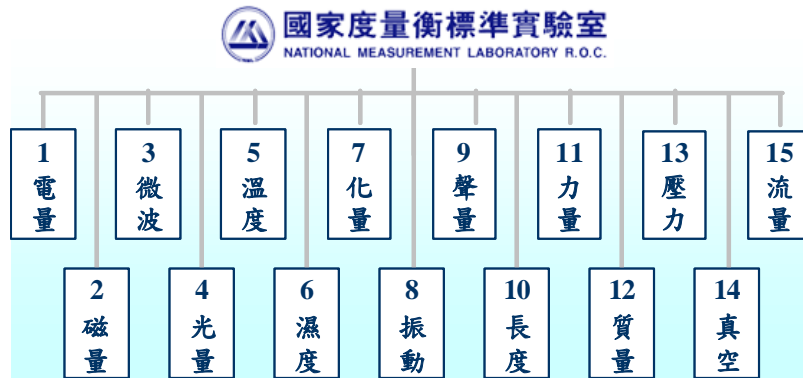 國家度量衡標準實驗室
NATIONAL MEASUREMENT LABORATORY R.O.C.
1
電
量
3
微
波
5
溫
度
7
化
量
9
聲
量
11
力
量
13
壓
力
15
流
量
2
磁
量
4
光
量
6
濕
度
8
振
動
10
長
度
12
質
量
14
真
空